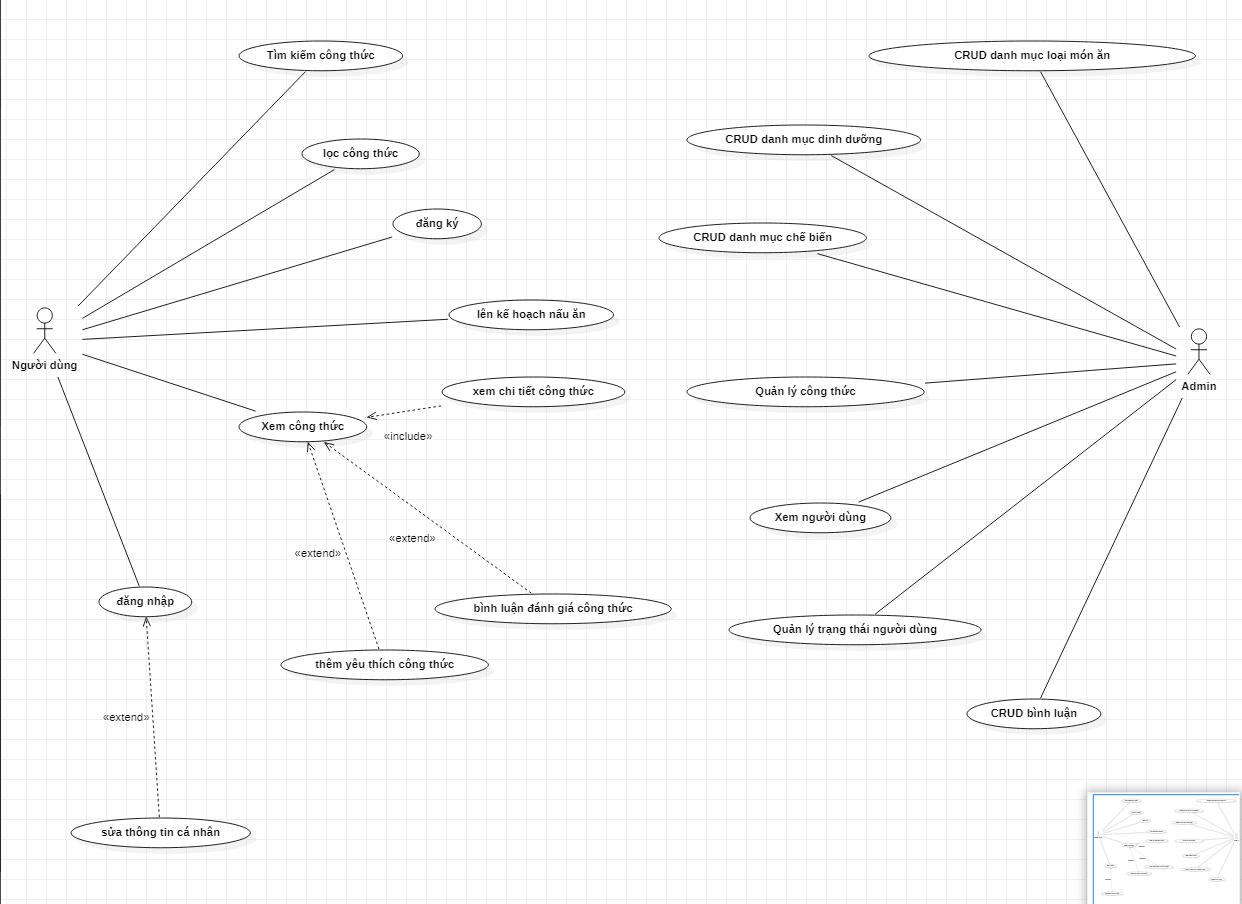 Tìm kiếm công thức
CRUD danh mục loại món ăn
lọc công thức
CRUD danh mục dinh dưỡng
đăng ký
CRUD danh mục chế biến
lên kế hoạch nấu ăn
Người dùng
Admin
xem chi tiết công thức
Quản lý công thức
Xem công thức
«include»
Xem người dùng
«extend»
«extend»
đăng nhập
bình luận đánh giá công thức
Quản lý trạng thái người dùng
thêm yêu thích công thức
CRUD bình luận
«extend»
sửa thông tin cá nhân